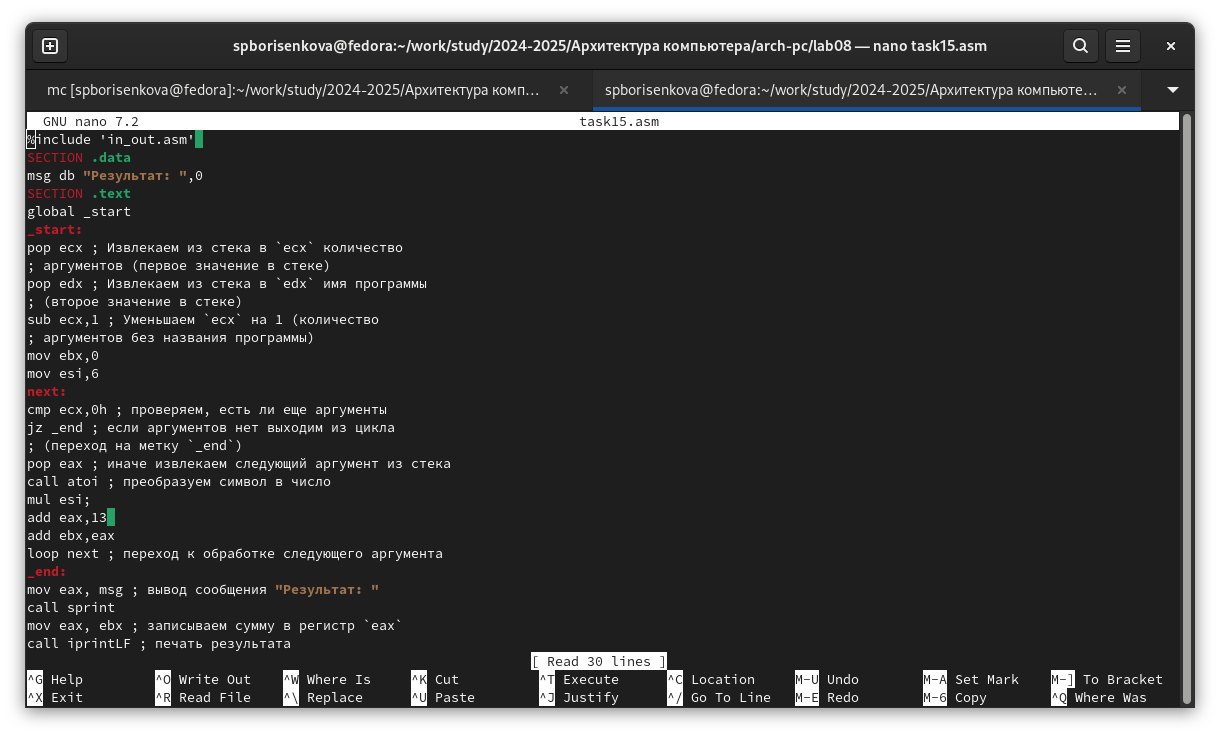 spborisenkova@fedora:~/work/study/2024-2025/Архитектура компьютера/arch-pc/lab08 — nano task15.asm
mc [spborisenkova@fedora]:~/work/study/2024-2025/Архитектура комп… spborisenkova@fedora:~/work/study/2024-2025/Архитектура компьюте…
GNU nano 7.2 task15.asm
%include 'in_out.asm'
SECTION .data
msg db "Результат: ",0
SECTION .text
global _start
_start:
pop ecx ; Извлекаем из стека в `ecx` количество
; аргументов (первое значение в стеке)
pop edx ; Извлекаем из стека в `edx` имя программы
; (второе значение в стеке)
sub ecx,1 ; Уменьшаем `ecx` на 1 (количество
; аргументов без названия программы)
mov ebx,0
mov esi,6
next:
cmp ecx,0h ; проверяем, есть ли еще аргументы
jz _end ; если аргументов нет выходим из цикла
; (переход на метку `_end`)
pop eax ; иначе извлекаем следующий аргумент из стека
call atoi ; преобразуем символ в число
mul esi;
add eax,13
add ebx,eax
loop next ; переход к обработке следующего аргумента
_end:
mov eax, msg ; вывод сообщения "Результат: "
call sprint
mov eax, ebx ; записываем сумму в регистр `eax`
call iprintLF ; печать результата
[ Read 30 lines ]
^G Help ^O Write Out ^W Where Is ^K Cut ^T Execute ^C Location M-U Undo M-A Set Mark M-] To Bracket
^X Exit ^R Read File ^\ Replace ^U Paste ^J Justify ^/ Go To Line M-E Redo M-6 Copy ^Q Where Was